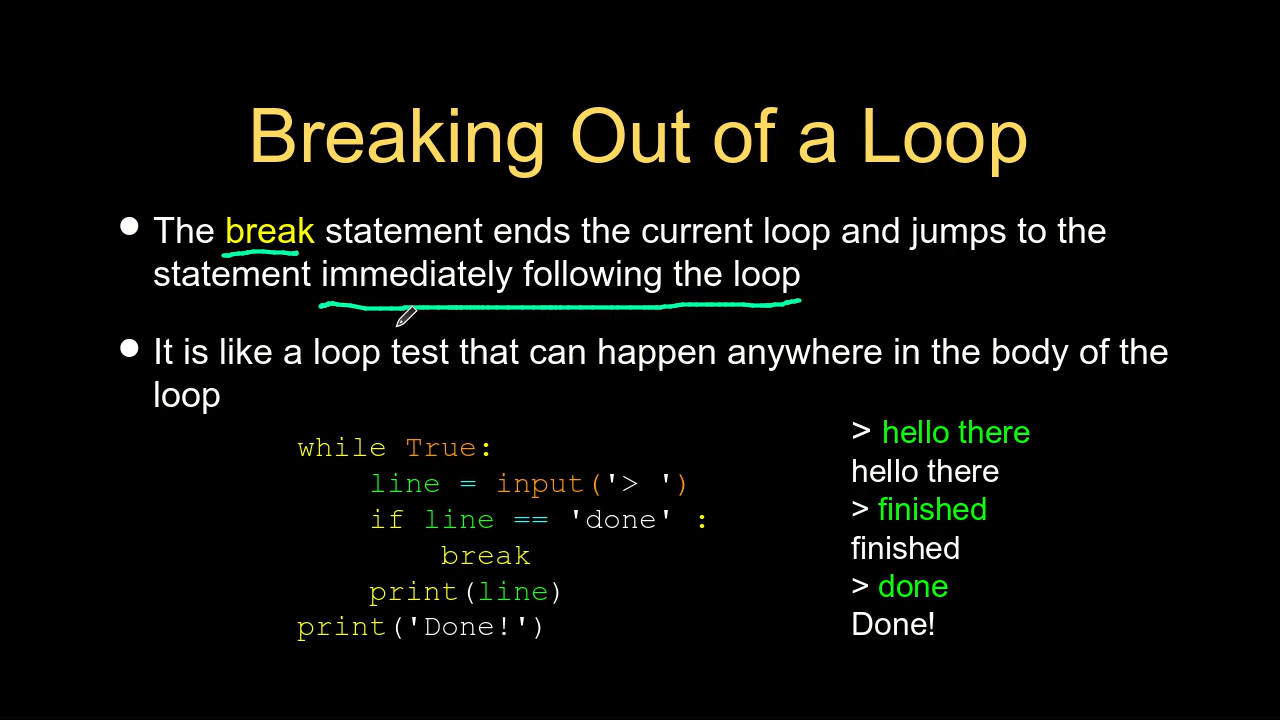 Breaking Out of a Loop
● The break statement ends the current loop and jumps to the
statement immediately following the loop
● It is like a loop test that can happen anywhere in the body of the
loop
while True:
    line = input('> ')
    if line == 'done' :
        break
    print(line)
print('Done!')
> hello there
hello there
> finished
finished
> done
Done!